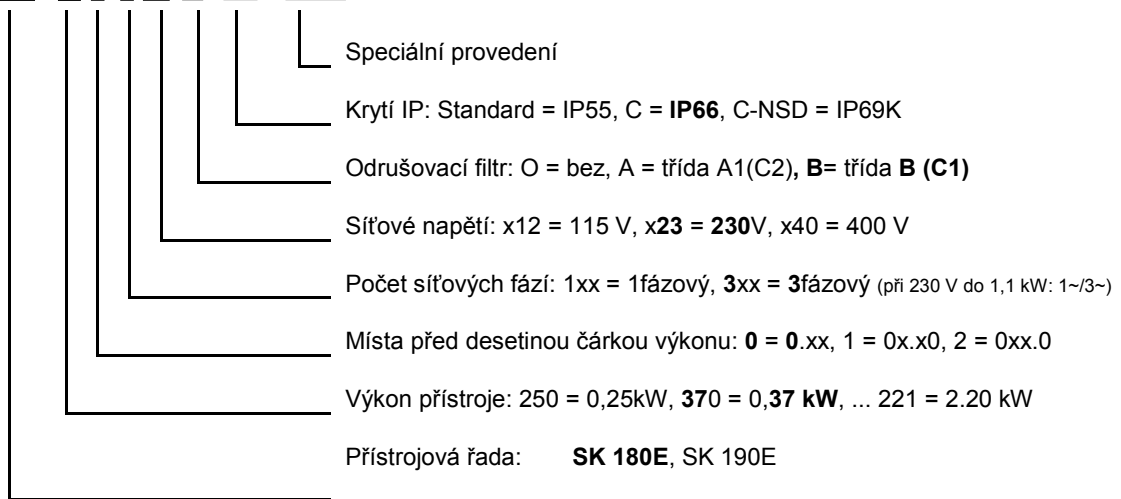 Speciální provedení
Krytí IP: Standard = IP55, C = IP66, C-NSD = IP69K
Odrušovací filtr: O = bez, A = třída A1(C2), B= třída B (C1)
Síťové napětí: x12 = 115 V, x23 = 230V, x40 = 400 V
Počet síťových fází: 1xx = 1fázový, 3xx = 3fázový (při 230 V do 1,1 kW: 1~/3~)
Místa před desetinou čárkou výkonu: 0 = 0.xx, 1 = 0x.x0, 2 = 0xx.0
Výkon přístroje: 250 = 0,25kW, 370 = 0,37 kW, ... 221 = 2.20 kW
Přístrojová řada: SK 180E, SK 190E